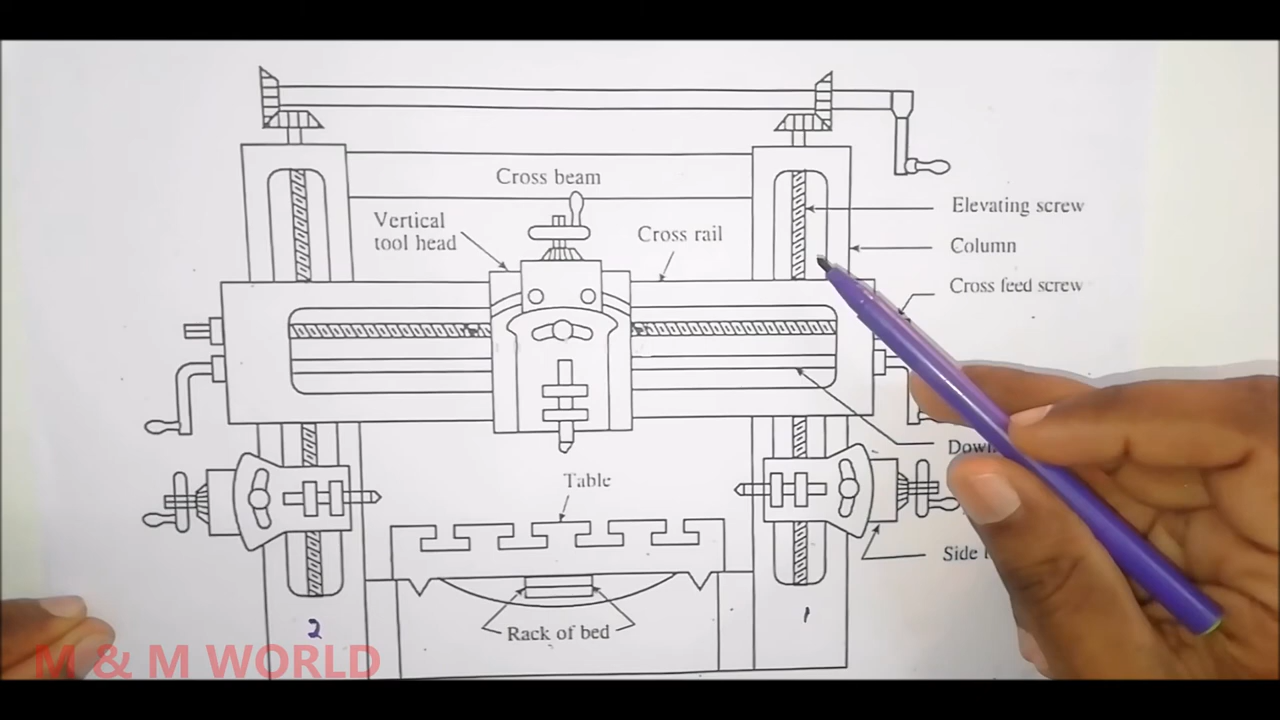 Cross beam
Vertical
tool head
Cross rail
Elevating screw
Column
Cross feed screw
Table
Side
Rack of bed
2
1
M & M WORLD